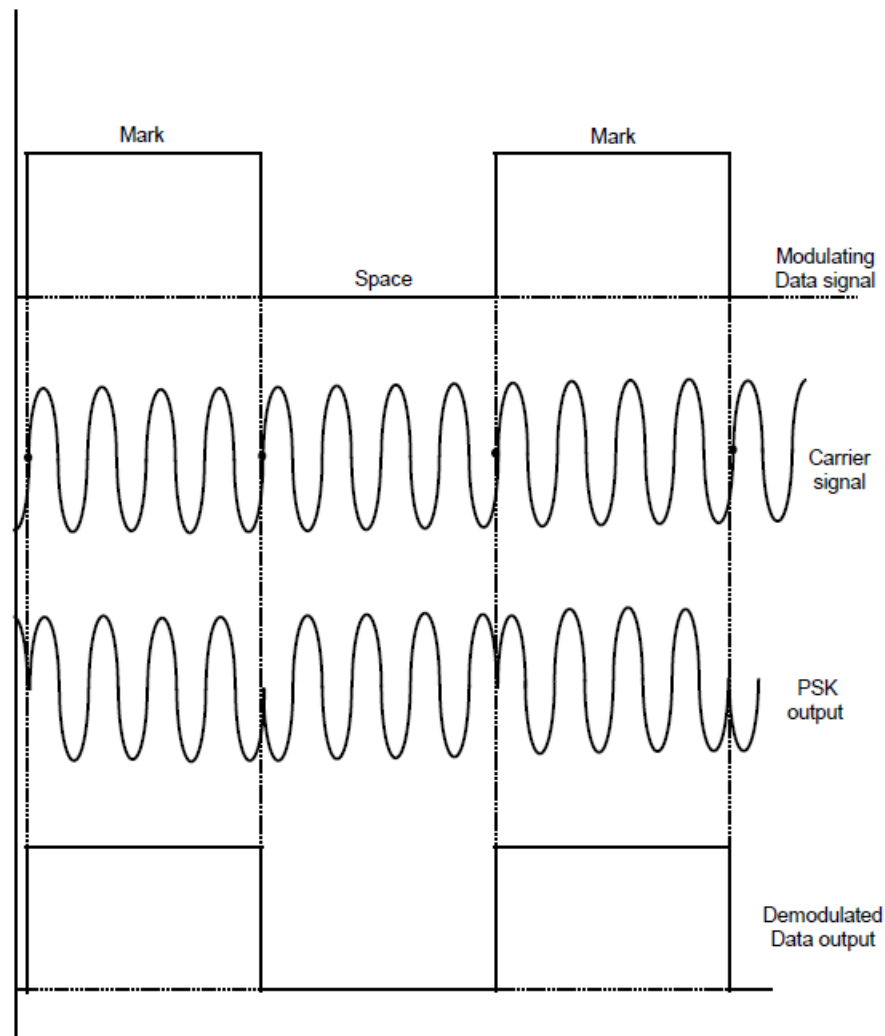 Mark
Mark
Modulating
Data signal
Space
Carrier
signal
PSK
output
Demodulated
Data output